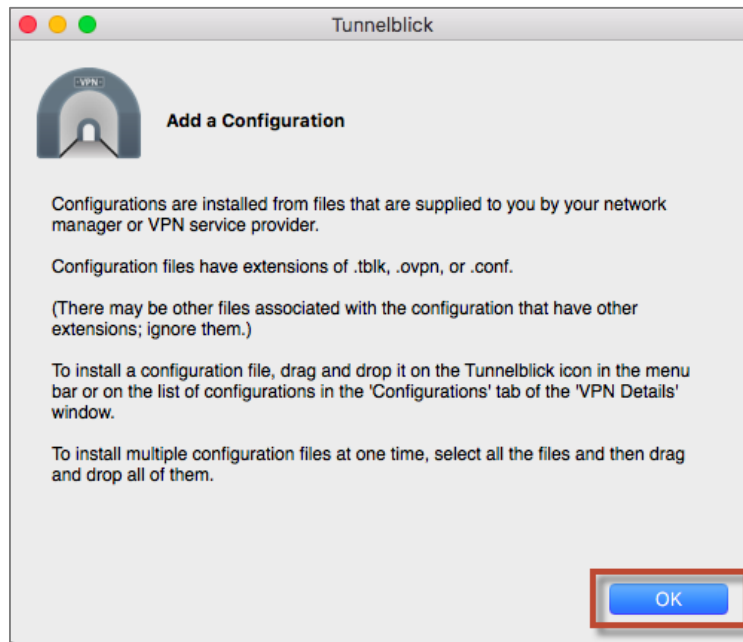 Tunnelblick
VPN
Add a Configuration
Configurations are installed from files that are supplied to you by your network
manager or VPN service provider.
Configuration files have extensions of .tblk, .ovpn, or .conf.
(There may be other files associated with the configuration that have other
extensions; ignore them.)
To install a configuration file, drag and drop it on the Tunnelblick icon in the menu
bar or on the list of configurations in the 'Configurations' tab of the 'VPN Details'
window.
To install multiple configuration files at one time, select all the files and then drag
and drop all of them.
OK